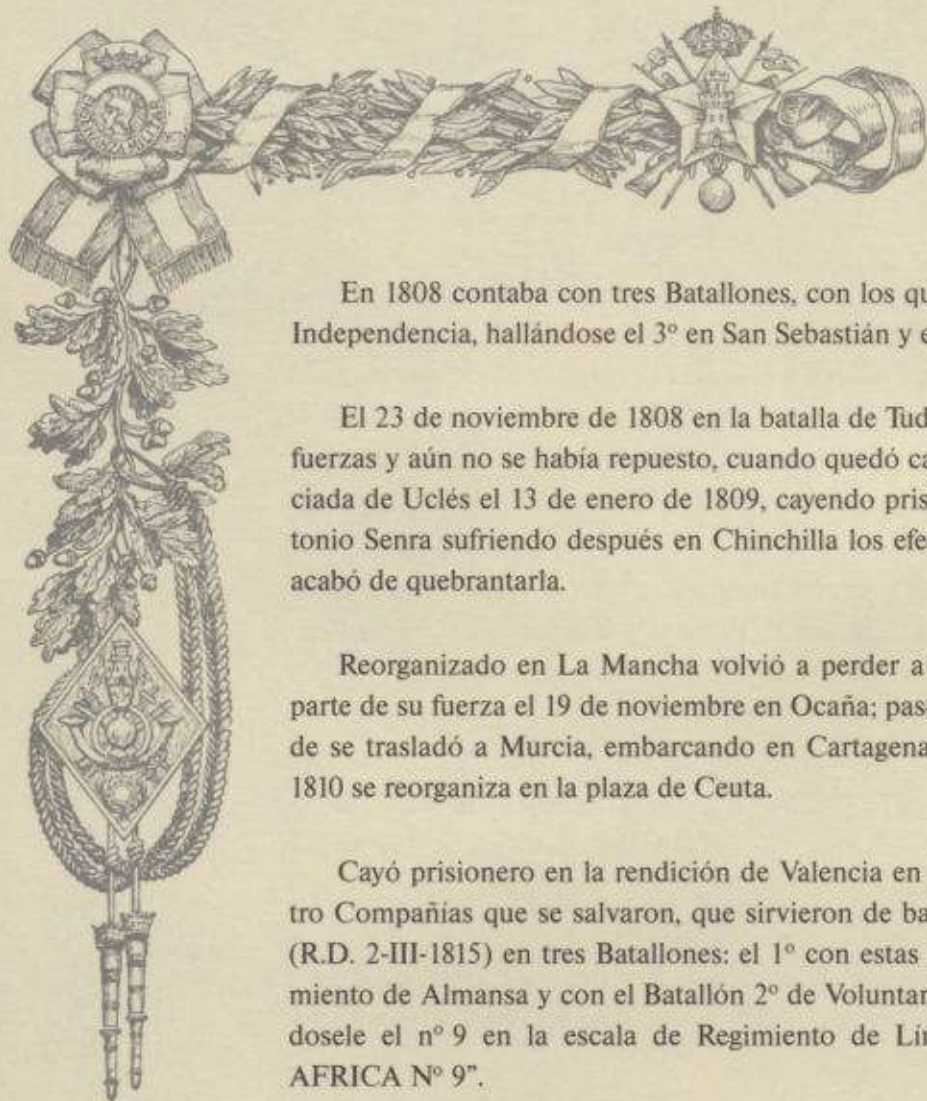 En 1808 contaba con tres Batallones, con los qu
Independencia, hallándose el 3º en San Sebastián y e
El 23 de noviembre de 1808 en la batalla de Tud
fuerzas y aún no se había repuesto, cuando quedó ca
ciada de Uclés el 13 de enero de 1809, cayendo pris
tonio Senra sufriendo después en Chinchilla los efe
acabó de quebrantarla.
Reorganizado en La Mancha volvió a perder a
parte de su fuerza el 19 de noviembre en Ocaña; pas
de se trasladó a Murcia, embarcando en Cartagena
1810 se reorganiza en la plaza de Ceuta.
Cayó prisionero en la rendición de Valencia en
tro Compañías que se salvaron, que sirvieron de ba
(R.D. 2-III-1815) en tres Batallones: el 1º con estas
miento de Almansa y con el Batallón 2º de Voluntar
dosele el nº 9 en la escala de Regimiento de Lín
AFRICA Nº 9”.